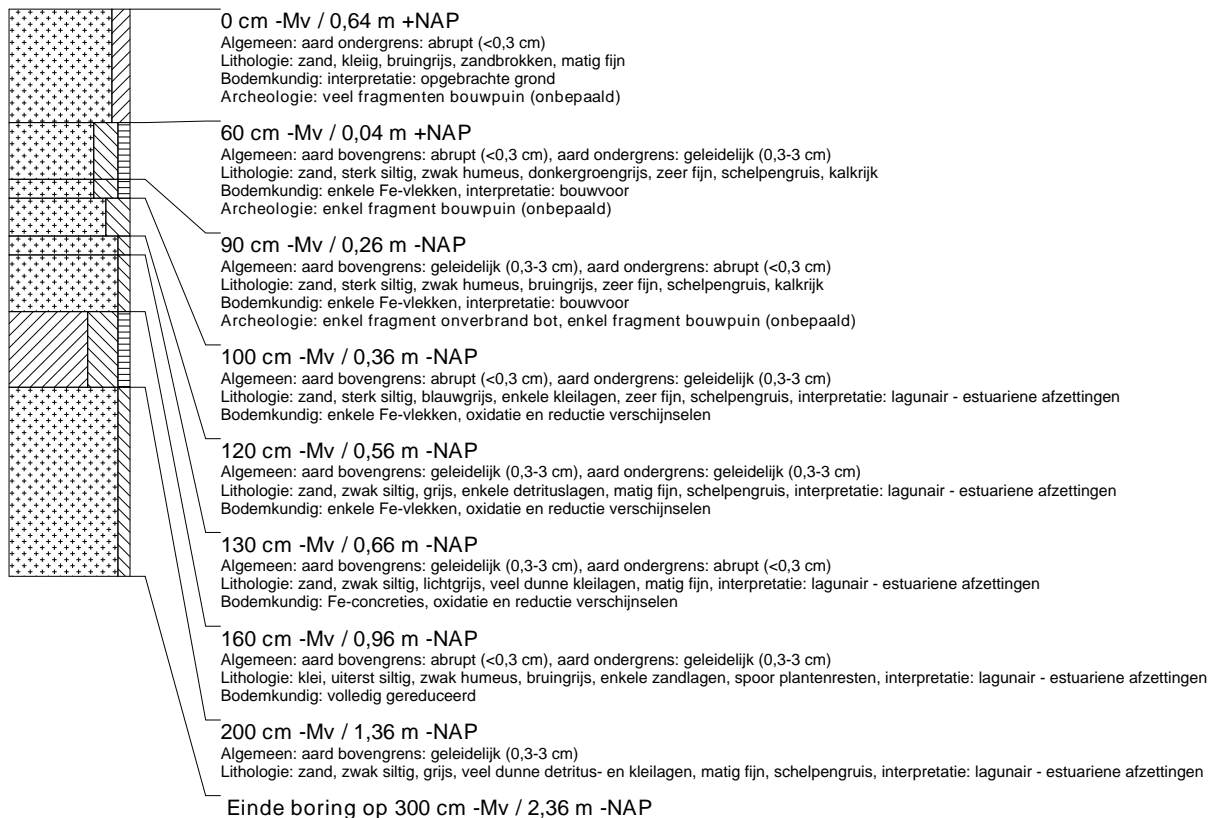 0 cm -Mv / 0,64 m +NAP
Algemeen: aard ondergrens: abrupt (<0,3 cm)
Lithologie: zand, kleiig, bruingrijs, zandbrokken, matig fijn
Bodemkundig: interpretatie: opgebrachte grond
Archeologie: veel fragmenten bouwpuin (onbepaald)
60 cm -Mv / 0,04 m +NAP
Algemeen: aard bovengrens: abrupt (<0,3 cm), aard ondergrens: geleidelijk (0,3-3 cm)
Lithologie: zand, sterk siltig, zwak humeus, donkergroengrijs, zeer fijn, schelpengruis, kalkrijk
Bodemkundig: enkele Fe-vlekken, interpretatie: bouwvoor
Archeologie: enkel fragment bouwpuin (onbepaald)
90 cm -Mv / 0,26 m -NAP
Algemeen: aard bovengrens: geleidelijk (0,3-3 cm), aard ondergrens: abrupt (<0,3 cm)
Lithologie: zand, sterk siltig, zwak humeus, bruingrijs, zeer fijn, schelpengruis, kalkrijk
Bodemkundig: enkele Fe-vlekken, interpretatie: bouwvoor
Archeologie: enkel fragment onverbrand bot, enkel fragment bouwpuin (onbepaald)
100 cm -Mv / 0,36 m -NAP
Algemeen: aard bovengrens: abrupt (<0,3 cm), aard ondergrens: geleidelijk (0,3-3 cm)
Lithologie: zand, sterk siltig, blauwgrijs, enkele kleilagen, zeer fijn, schelpengruis, interpretatie: lagunair - estuariene afzettingen
Bodemkundig: enkele Fe-vlekken, oxidatie en reductie verschijnselen
120 cm -Mv / 0,56 m -NAP
Algemeen: aard bovengrens: geleidelijk (0,3-3 cm), aard ondergrens: geleidelijk (0,3-3 cm)
Lithologie: zand, zwak siltig, grijs, enkele detrituslagen, matig fijn, schelpengruis, interpretatie: lagunair - estuariene afzettingen
Bodemkundig: enkele Fe-vlekken, oxidatie en reductie verschijnselen
130 cm -Mv / 0,66 m -NAP
Algemeen: aard bovengrens: geleidelijk (0,3-3 cm), aard ondergrens: abrupt (<0,3 cm)
Lithologie: zand, zwak siltig, lichtgrijs, veel dunne kleilagen, matig fijn, interpretatie: lagunair - estuariene afzettingen
Bodemkundig: Fe-concreties, oxidatie en reductie verschijnselen
160 cm -Mv / 0,96 m -NAP
Algemeen: aard bovengrens: abrupt (<0,3 cm), aard ondergrens: geleidelijk (0,3-3 cm)
Lithologie: klei, uiterst siltig, zwak humeus, bruingrijs, enkele zandlagen, spoor plantenresten, interpretatie: lagunair - estuariene afzettingen
Bodemkundig: volledig gereduceerd
200 cm -Mv / 1,36 m -NAP
Algemeen: aard bovengrens: geleidelijk (0,3-3 cm)
Lithologie: zand, zwak siltig, grijs, veel dunne detritus- en kleilagen, matig fijn, schelpengruis, interpretatie: lagunair - estuariene afzettingen
Einde boring op 300 cm -Mv / 2,36 m -NAP